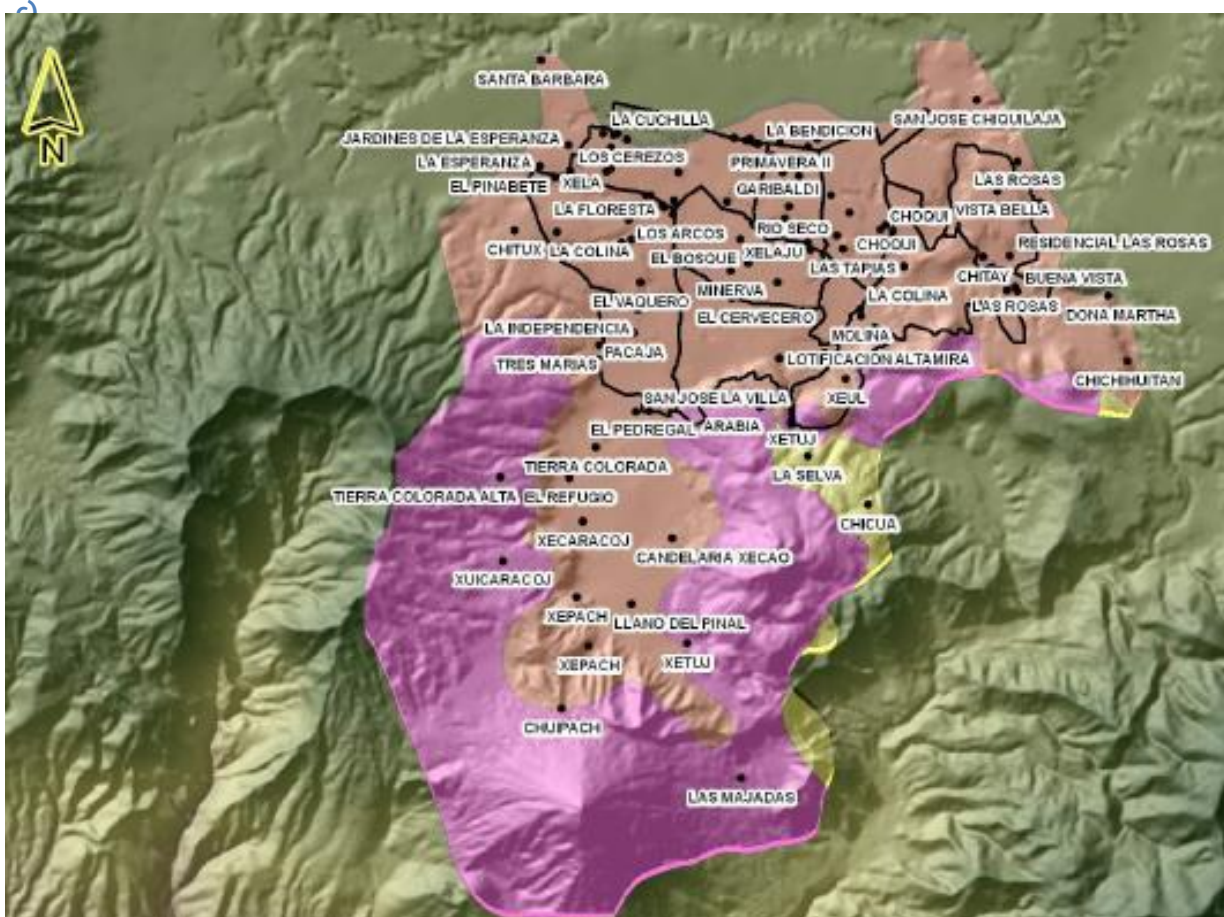 SANTA BARBARA
LA CUCHILLA
SAN JOSE CHIQUILAJA
JARDINES DE LA ESPERANZA
LA BENDICION
LA ESPERANZA
LOS CEREZOS
PRIMAVERA II
EL PINABETE
XELA
GARIBALDI
LAS ROSAS
LA FLORESTA
CHOQUI
VISTA BELLA
N
CHITUX
LA COLINA
LOS ARCOS
RIO SECO
CHOQUI
RESIDENCIAL LAS ROSAS
EL BOSQUE
XELAJU
LAS TAPIAS
CHITAY
BUENA VISTA
EL VAQUERO
MINERVA
LA COLINA
LAS ROSAS
DONA MARTHA
EL CERVECERO
LA INDEPENDENCIA
MOLINA
PACAJA
TRES MARIAS
LOTIFICACION ALTAMIRA
CHICHIHUITAN
SAN JOSE LA VILLA
XEUL
EL PEDREGAL
ARABIA
XETUJ
TIERRA COLORADA
LA SELVA
TIERRA COLORADA ALTA
EL REFUGIO
CHICUA
XECARACOJ
CANDELARIA XECAO
XUICARACOJ
XEPACH
LLANO DEL PINAL
XEPACH
XETUJ
CHUIPACH
LAS MAJADAS